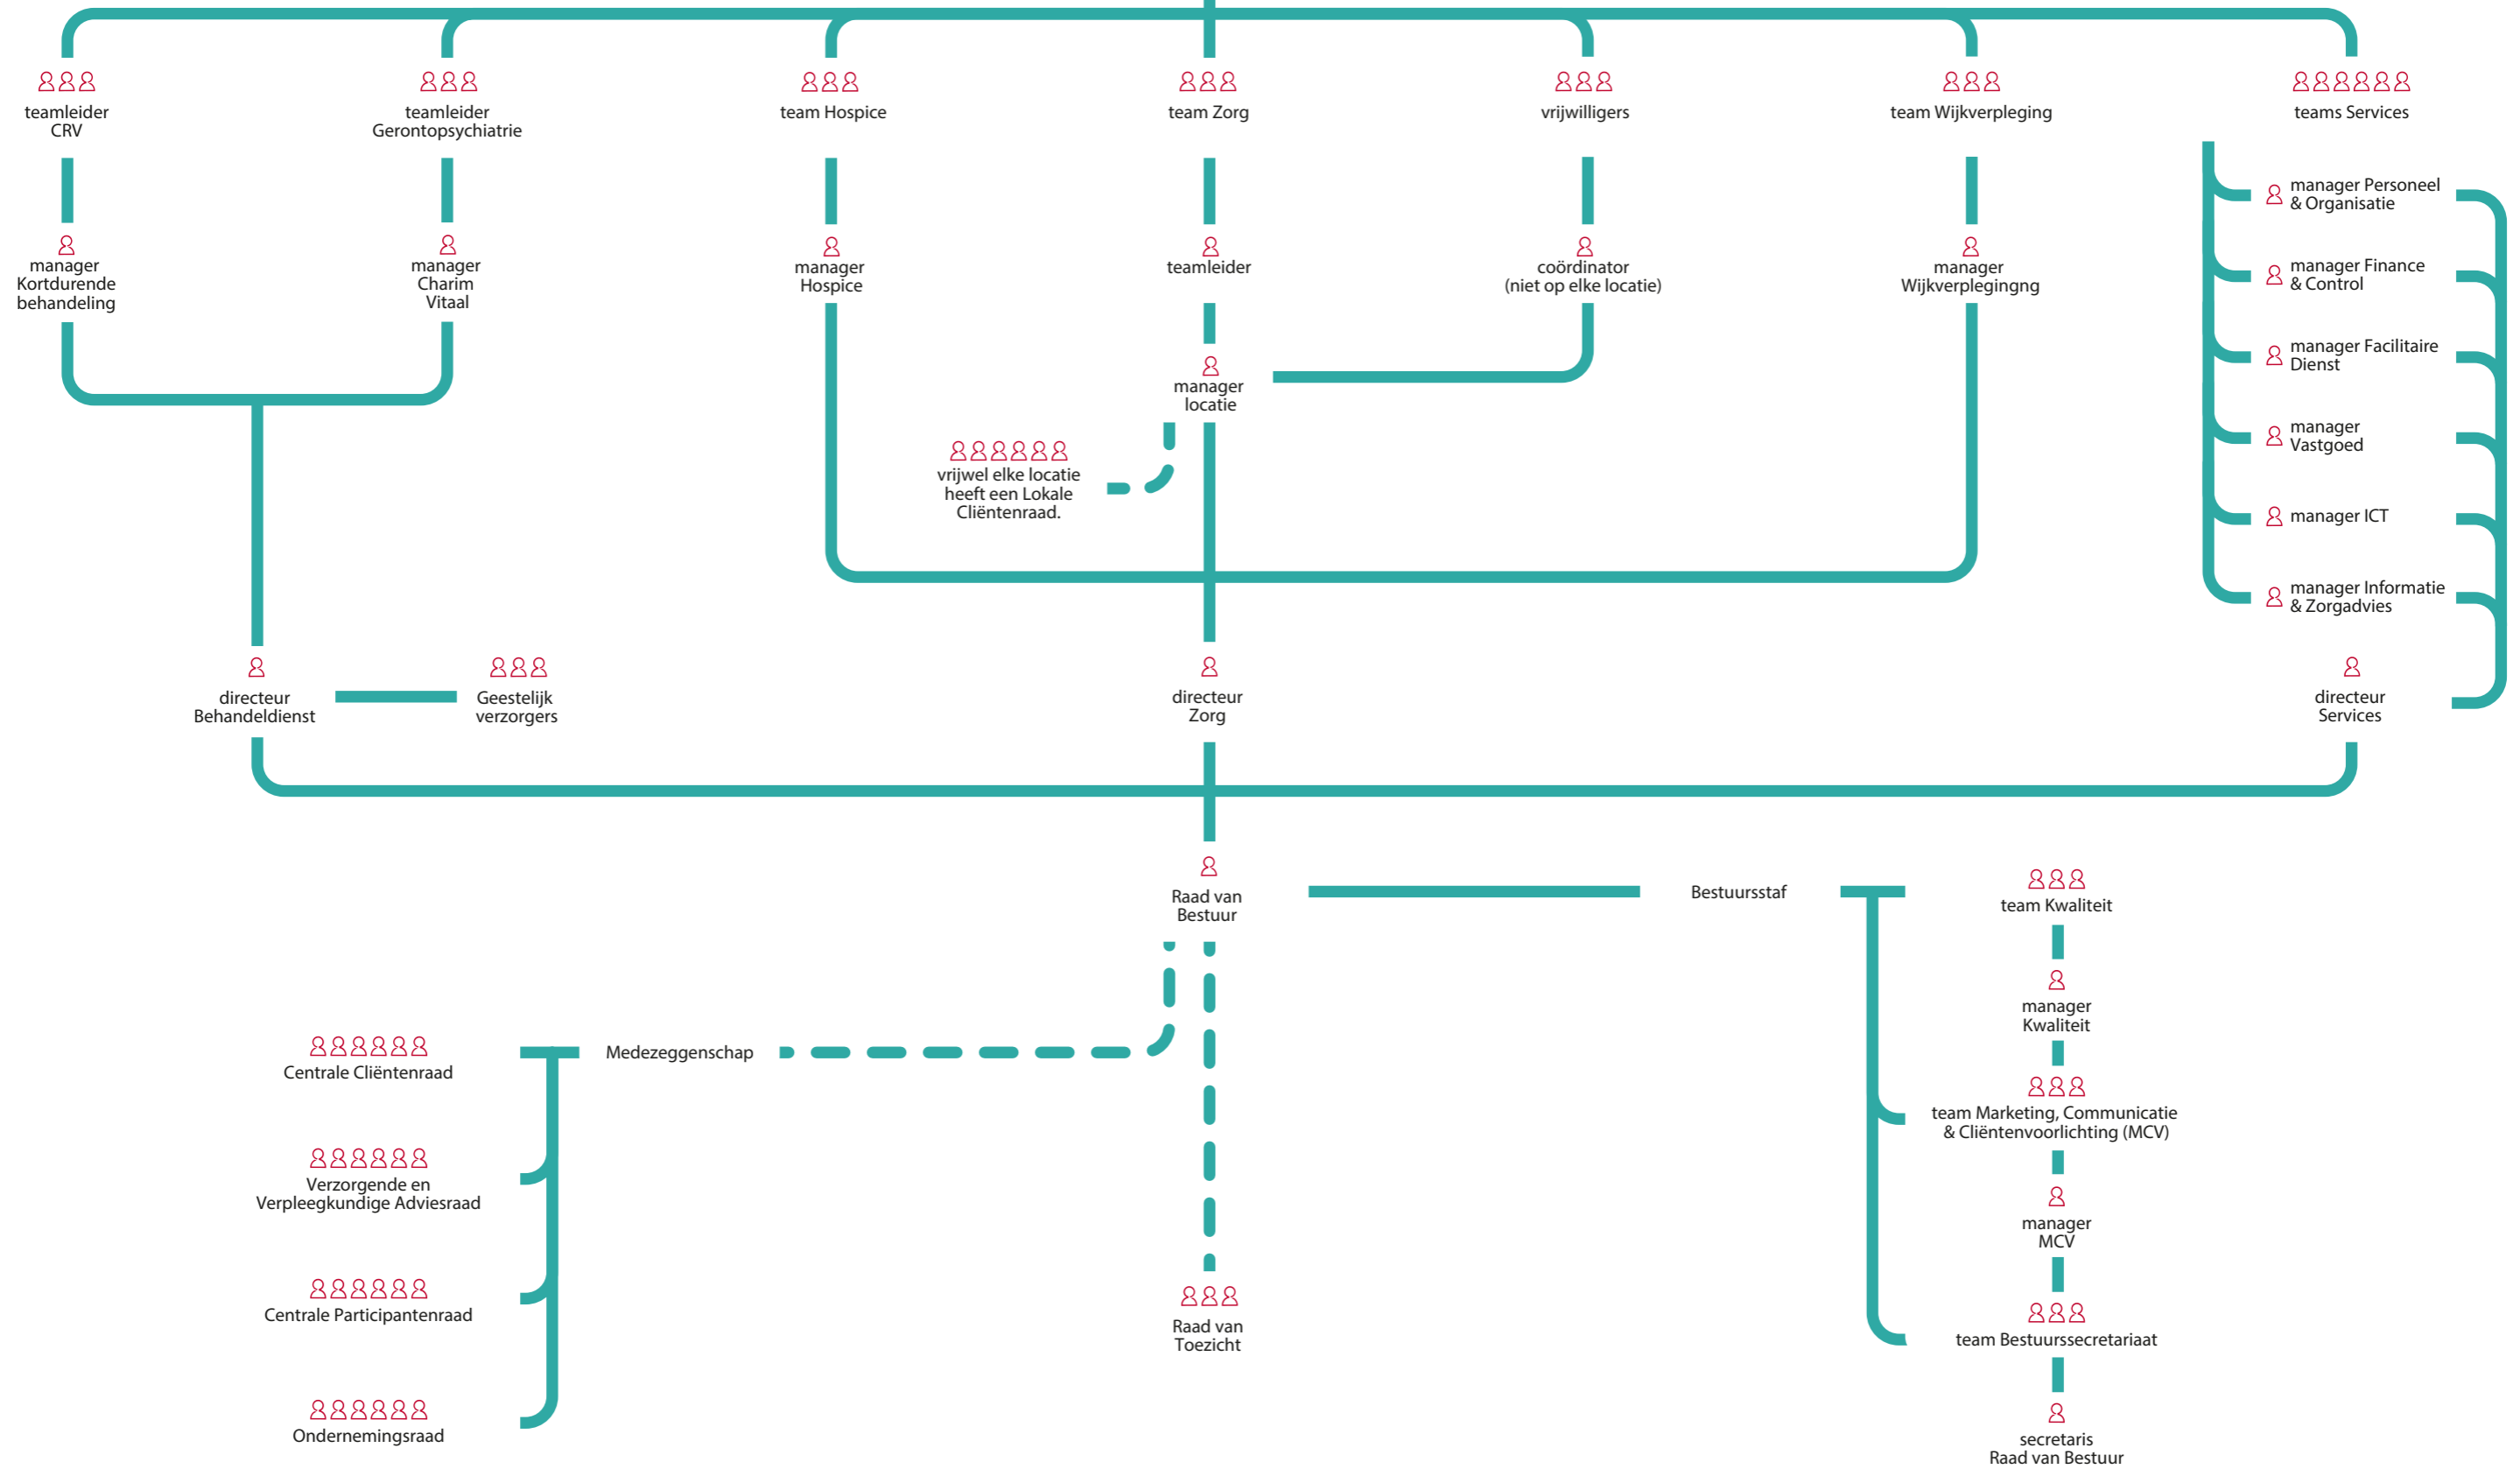 teamleider
CRV
teamleider
Gerontopsychiatrie
team Hospice
team Zorg
vrijwilligers
team Wijkverpleging
teams Services
manager
Kortdurende
behandeling
manager
Charim
Vitaal
manager
Hospice
teamleider
coördinator
(niet op elke locatie)
manager
Wijkverplegingng
manager Personeel
& Organisatie
manager Finance
& Control
manager Facilitaire
Dienst
manager
Vastgoed
manager ICT
manager Informatie
& Zorgadvies
manager
locatie
vrijwel elke locatie
heeft een Lokale
Cliëntenraad.
directeur
Behandeldienst
Geestelijk
verzorgers
directeur
Zorg
directeur
Services
Raad van
Bestuur
Bestuursstaf
team Kwaliteit
manager
Kwaliteit
team Marketing, Communicatie
& Cliëntenvoorlichting (MCV)
manager
MCV
team Bestuurssecretariaat
secretaris
Raad van Bestuur
Medezeggenschap
Centrale Cliëntenraad
Verzorgende en
Verpleegkundige Adviesraad
Centrale Participantenraad
Ondernemingsraad
Raad van
Toezicht